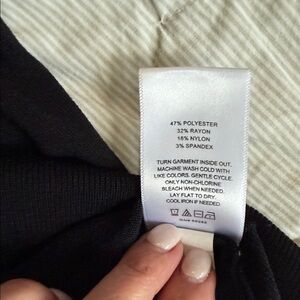 47% POLYESTER
32% RAYON
18% NYLON
3% SPANDEX
TURN GARMENT INSIDE OUT.
MACHINE WASH COLD WITH
LIKE COLORS. GENTLE CYCLE.
ONLY NON-CHLORINE
BLEACH WHEN NEEDED.
LAY FLAT TO DRY.
COOL IRON IF NEEDED.